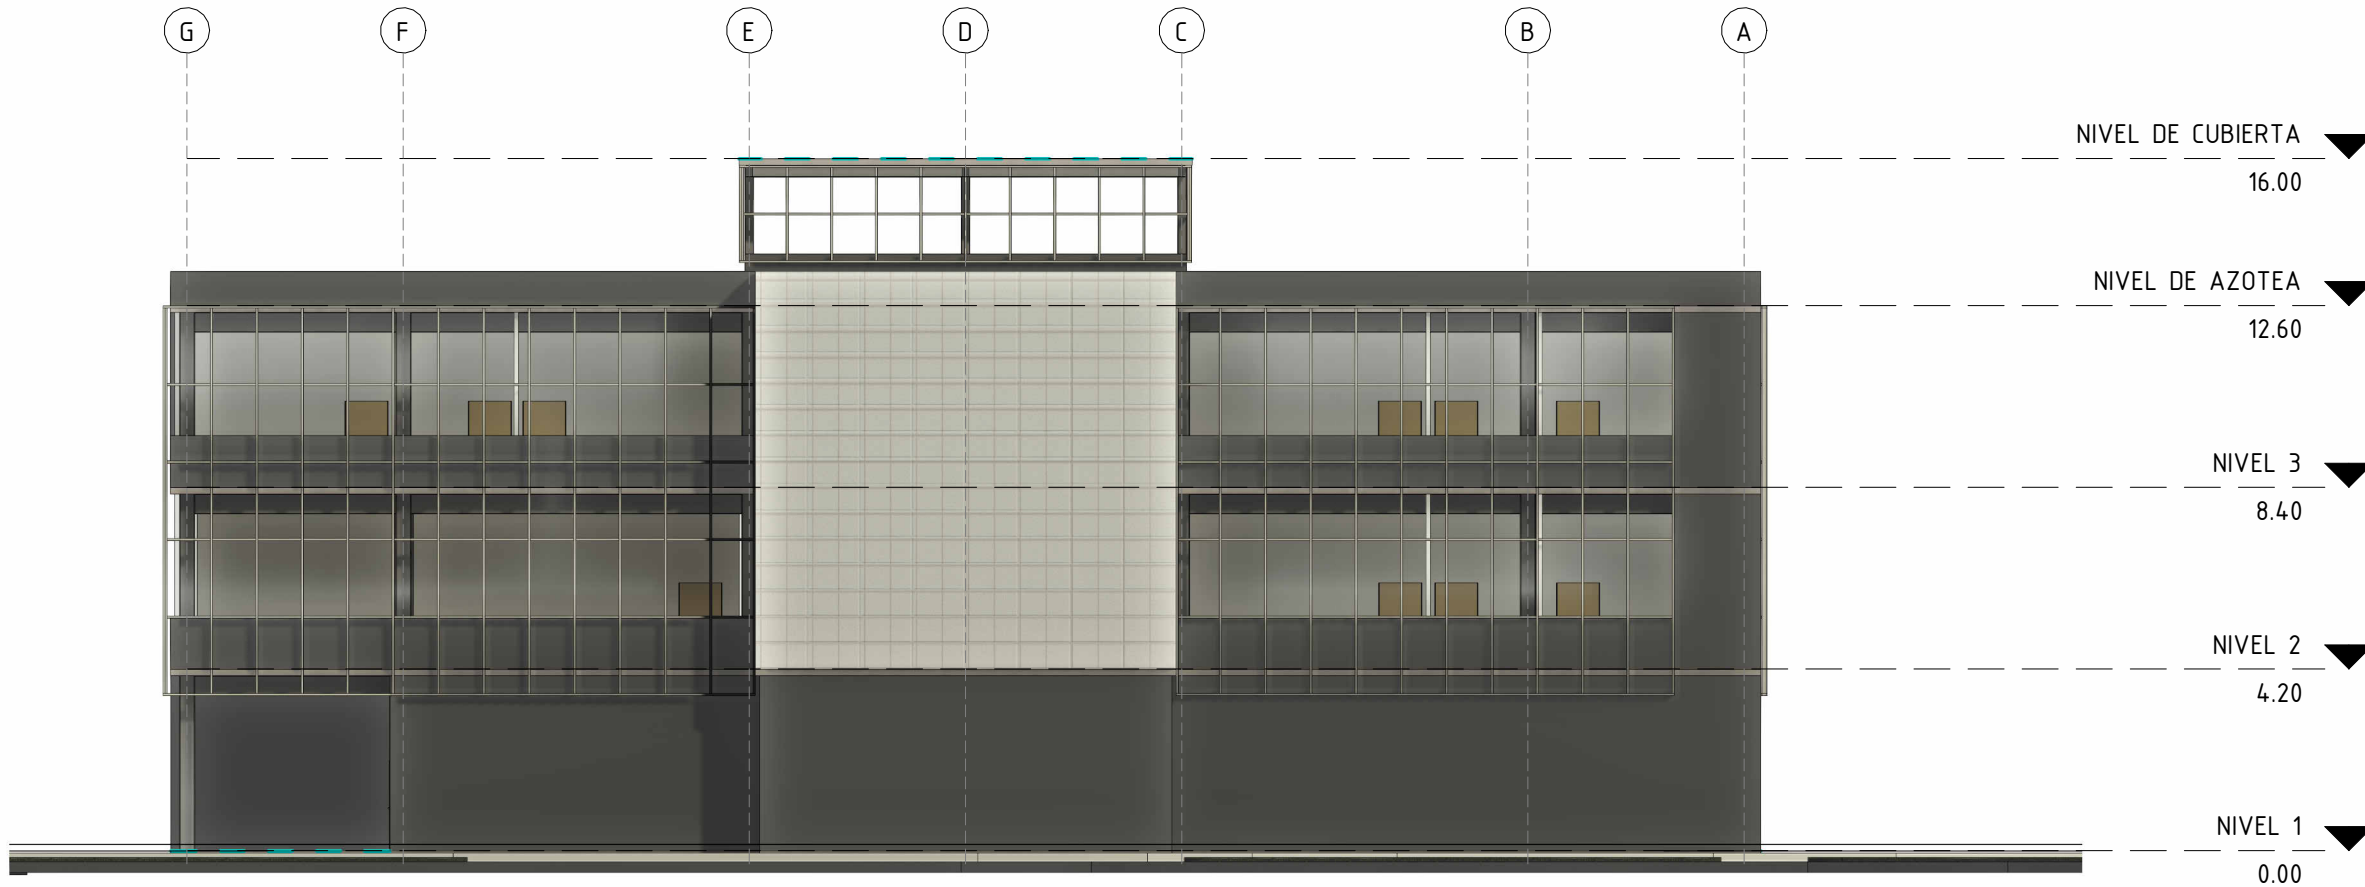 G F E D C B A
NIVEL DE CUBIERTA
16.00
NIVEL DE AZOTEA
12.60
NIVEL 3
8.40
NIVEL 2
4.20
NIVEL 1
0.00